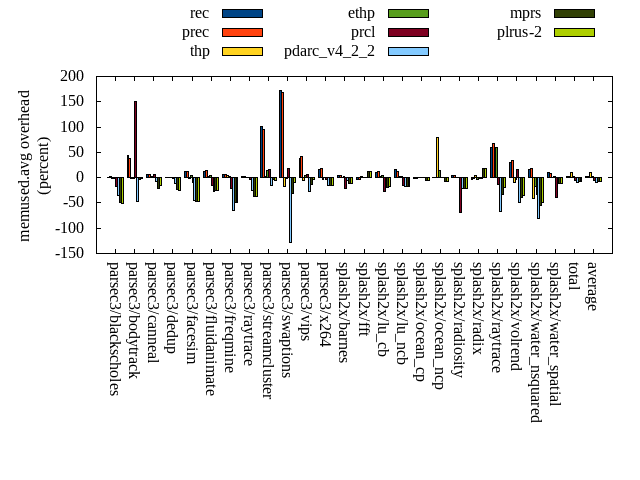 rec
prec
thp
ethp
prcl
pdarc_v4_2_2
mprs
plrus-2
memused.avg overhead
(percent)
200
150
100
50
0
-50
-100
-150
parsec3/blackscholes
parsec3/bodytrack
parsec3/canneal
parsec3/dedup
parsec3/facesim
parsec3/fluidanimate
parsec3/freqmine
parsec3/raytrace
parsec3/streamcluster
parsec3/swaptions
parsec3/vips
parsec3/x264
splash2x/barnes
splash2x/fft
splash2x/lu_cb
splash2x/lu_ncb
splash2x/ocean_cp
splash2x/ocean_ncp
splash2x/radiosity
splash2x/radix
splash2x/raytrace
splash2x/volrend
splash2x/water_nsquared
splash2x/water_spatial
total
average